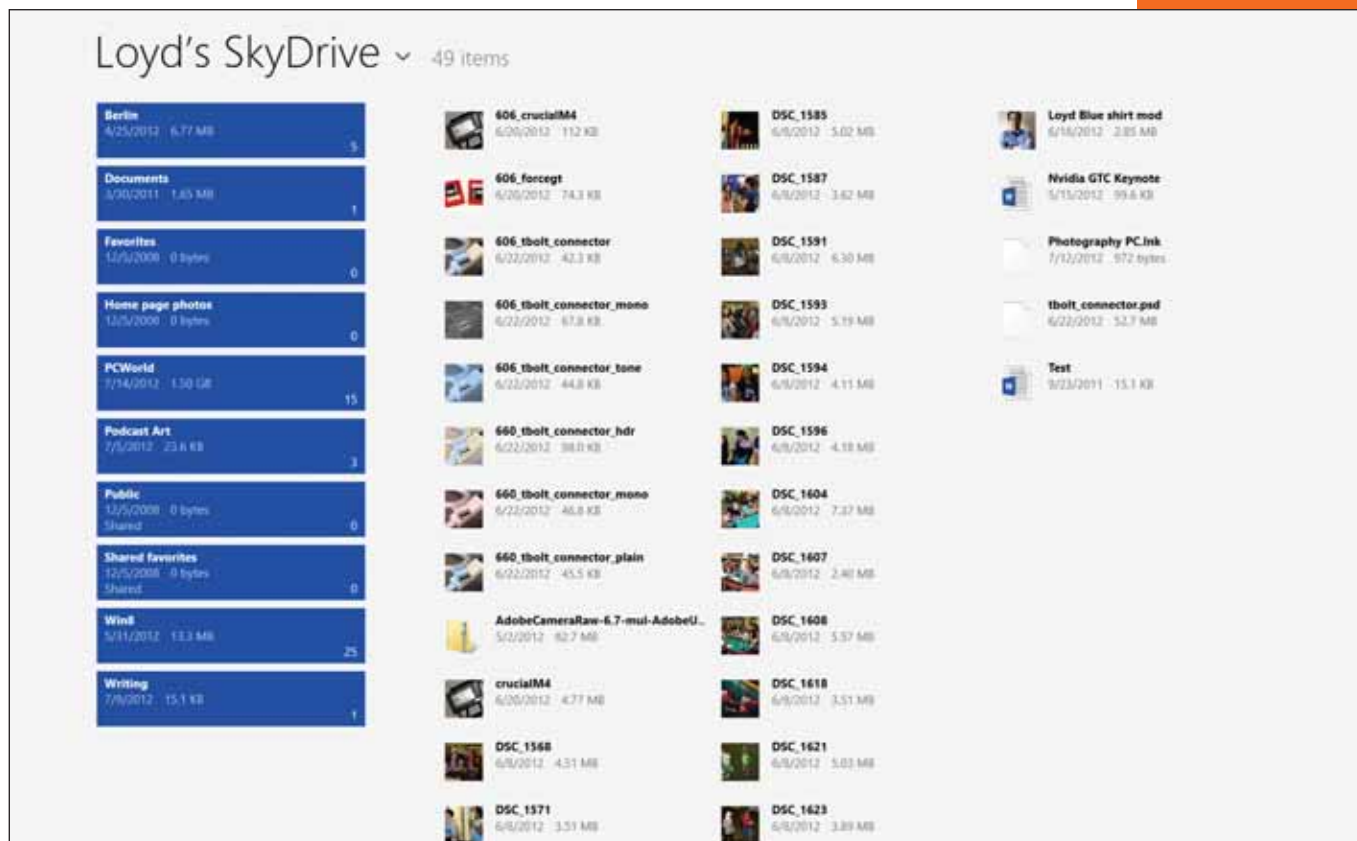 Loyd's SkyDrive 49 items
Berlin
4/25/2012 6.77 MB
5
Documents
3/30/2011 1.65 MB
1
Favorites
12/5/2008 0 bytes
0
Home page photos
12/5/2008 0 bytes
0
PCWorld
7/14/2012 1.50 GB
15
Podcast Art
7/5/2012 23.6 KB
3
Public
12/5/2008 0 bytes
Shared
0
Shared favorites
12/5/2008 0 bytes
Shared
0
Win8
5/31/2012 13.3 MB
25
Writing
7/9/2012 15.1 KB
1
606_crucialM4
6/20/2012 112 KB
606_forcegt
6/20/2012 74.3 KB
606_tbolt_connector
6/22/2012 42.3 KB
606_tbolt_connector_mono
6/22/2012 67.8 KB
606_tbolt_connector_tone
6/22/2012 44.8 KB
660_tbolt_connector_hdr
6/22/2012 38.0 KB
660_tbolt_connector_mono
6/22/2012 46.8 KB
660_tbolt_connector_plain
6/22/2012 45.5 KB
AdobeCameraRaw-6.7-mul-AdobeU...
5/2/2012 62.7 MB
crucialM4
6/20/2012 4.77 MB
DSC_1568
6/8/2012 4.31 MB
DSC_1571
6/8/2012 3.51 MB
DSC_1585
6/8/2012 5.02 MB
DSC_1587
6/8/2012 3.62 MB
DSC_1591
6/8/2012 6.30 MB
DSC_1593
6/8/2012 5.19 MB
DSC_1594
6/8/2012 4.11 MB
DSC_1596
6/8/2012 4.18 MB
DSC_1604
6/8/2012 7.37 MB
DSC_1607
6/8/2012 2.40 MB
DSC_1608
6/8/2012 5.57 MB
DSC_1618
6/8/2012 3.51 MB
DSC_1621
6/8/2012 5.03 MB
DSC_1623
6/8/2012 3.89 MB
Loyd Blue shirt mod
6/18/2012 2.85 MB
Nvidia GTC Keynote
5/15/2012 99.6 KB
Photography PC.lnk
7/12/2012 972 bytes
tbolt_connector.psd
6/22/2012 52.7 MB
Test
9/23/2011 15.1 KB